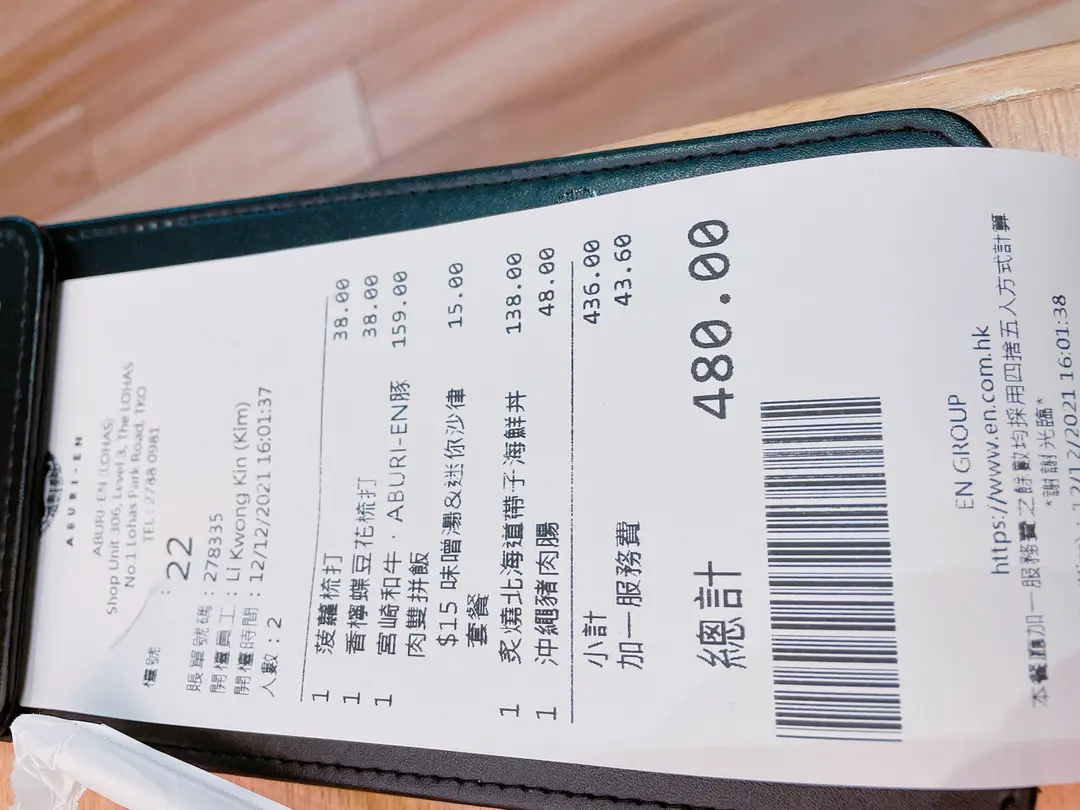 ABURI-EN
ABURI-EN (LOHAS)
Shop Unit 306, Level 3, The LOHAS
No.1 Lohas Park Road, TKO
TEL: 2788 0981
檯號 : 22
賬單號碼 : 278335
開檯員工 : Li Kwong Kin (Kim)
開檯時間 : 12/12/2021 16:01:37
人數 : 2
1 菠蘿梳打 38.00
1 香檸蝶豆花梳打 38.00
1 宮崎和牛．ABURI-EN豚 159.00
肉雙拼飯
$15 味噌湯&迷你沙律 15.00
套餐
1 炙燒北海道帶子海鮮丼 138.00
1 沖繩豬肉腸 48.00
小計 436.00
加一服務費 43.60
總計 480.00
EN GROUP
https://www.en.com.hk
本餐廳加一服務費之餘數均採用四捨五入方式計算
*謝謝光臨*
12/12/2021 16:01:38